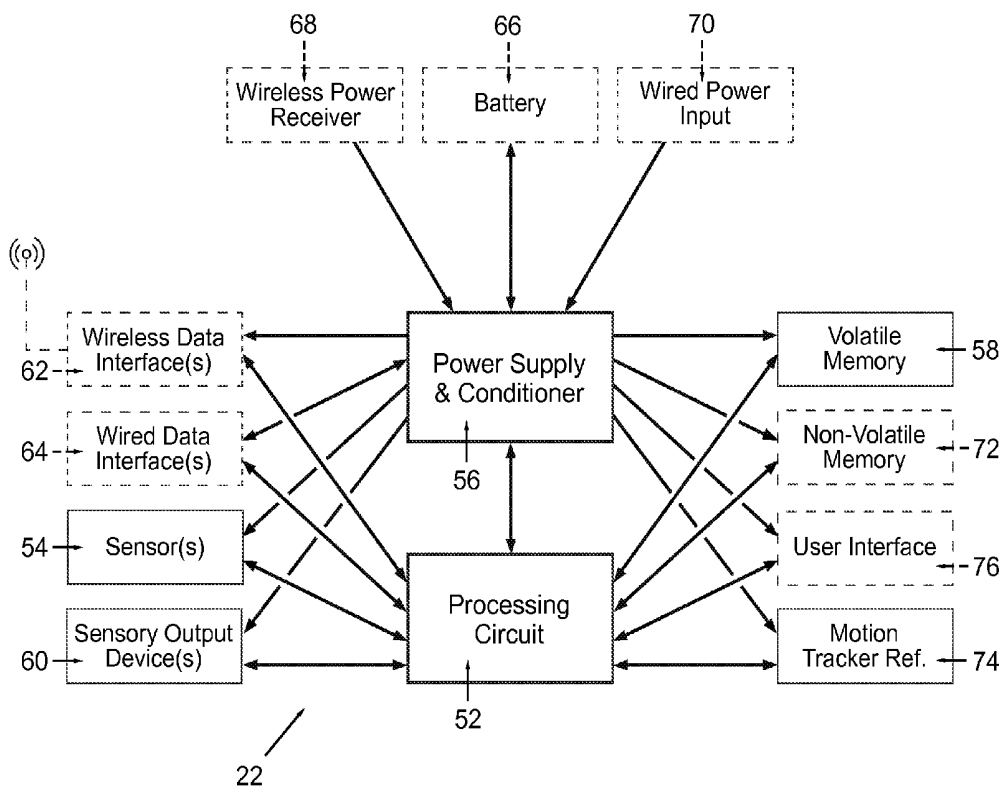 68
66
70
Wireless Power
Receiver
Battery
Wired Power
Input
Wireless Data
Interface(s)
62
Wired Data
Interface(s)
64
54
Sensor(s)
Sensory Output
Device(s)
60
Power Supply
& Conditioner
56
Processing
Circuit
52
Volatile
Memory
58
Non-Volatile
Memory
72
User Interface
76
Motion
Tracker Ref.
74
22